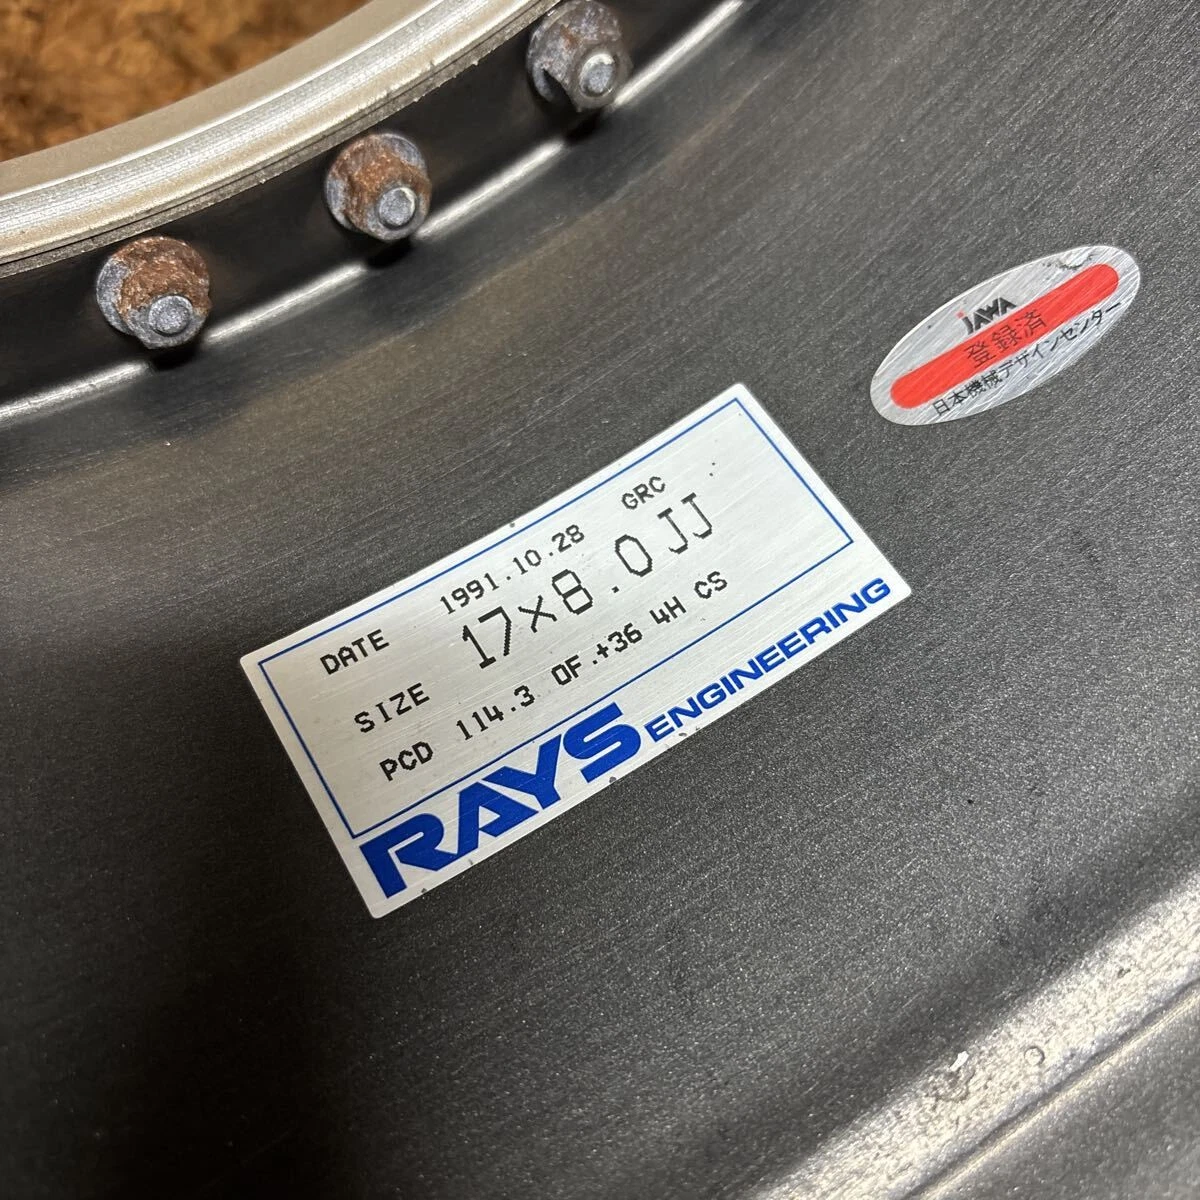 JAWA
登録済
日本機械デザインセンター
DATE 1991.10.28 GRC
SIZE 17×8.0JJ
PCD 114.3 OF.+36 4H CS
RAYS ENGINEERING